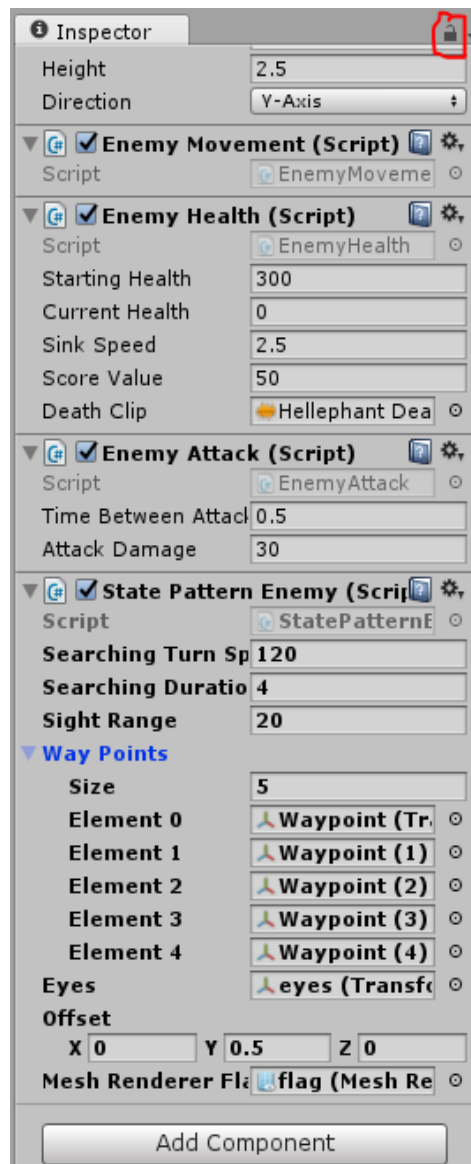 Inspector
Height 2.5
Direction Y-Axis
Enemy Movement (Script)
Script EnemyMoveme
Enemy Health (Script)
Script EnemyHealth
Starting Health 300
Current Health 0
Sink Speed 2.5
Score Value 50
Death Clip Hellephant Dea
Enemy Attack (Script)
Script EnemyAttack
Time Between Attack 0.5
Attack Damage 30
State Pattern Enemy (Scrip
Script StatePatternE
Searching Turn Sp 120
Searching Duratio 4
Sight Range 20
Way Points
Size 5
Element 0 Waypoint (Tra
Element 1 Waypoint (1)
Element 2 Waypoint (2)
Element 3 Waypoint (3)
Element 4 Waypoint (4)
Eyes eyes (Transfo
Offset
X 0 Y 0.5 Z 0
Mesh Renderer Fla flag (Mesh Re
Add Component